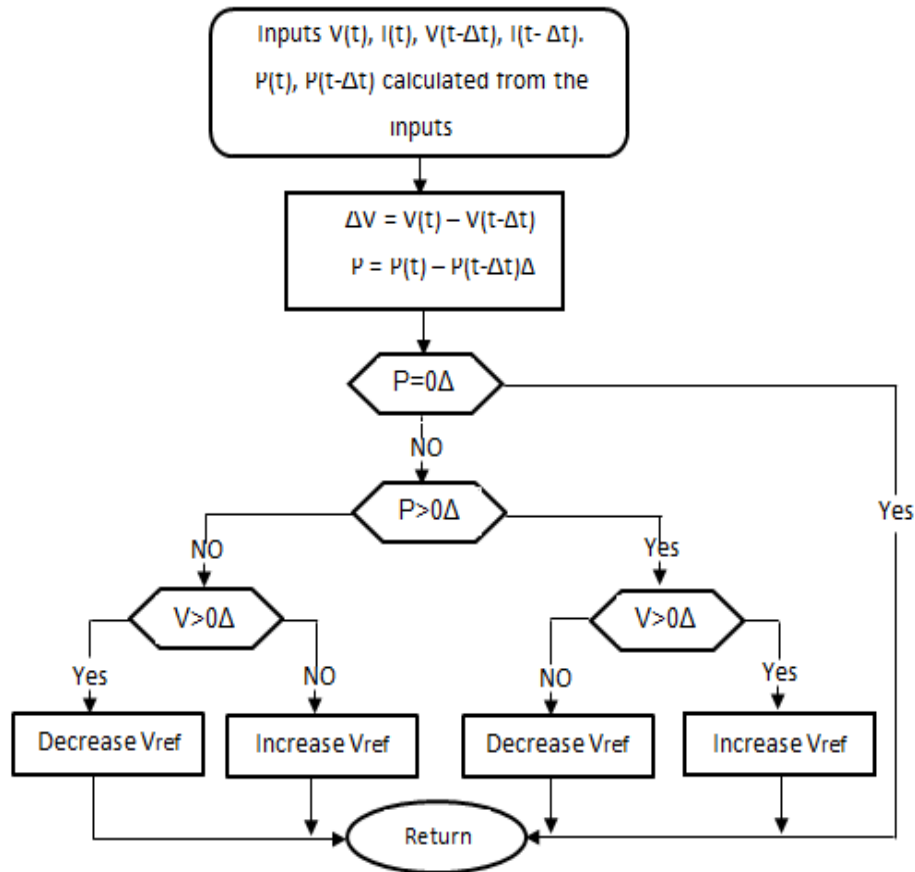 Inputs V(t), I(t), V(t-Δt), I(t- Δt).
P(t), P(t-Δt) calculated from the
inputs
ΔV = V(t) – V(t-Δt)
P = P(t) – P(t-Δt)Δ
P=0Δ
NO
Yes
P>0Δ
NO
Yes
V>0Δ
V>0Δ
Yes
NO
NO
Yes
Decrease Vref
Increase Vref
Decrease Vref
Increase Vref
Return